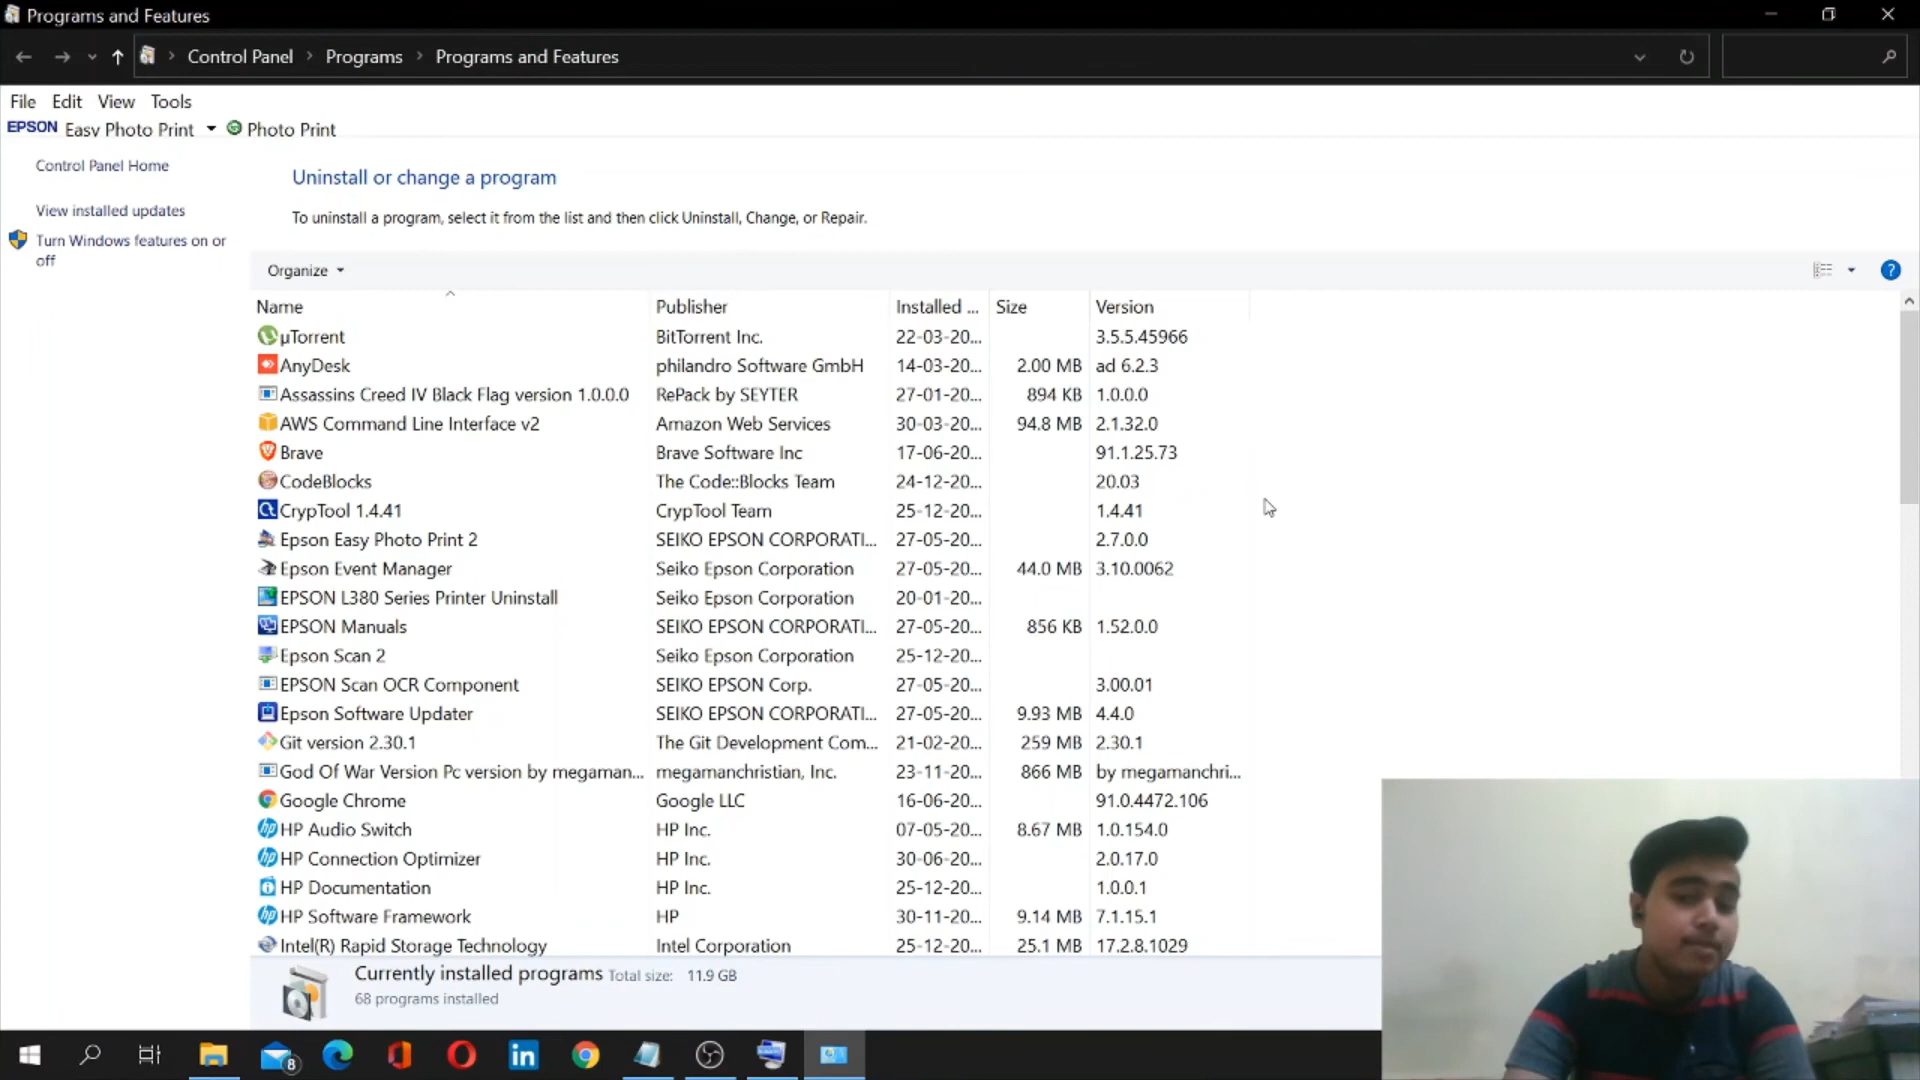 Programs and Features
Control Panel > Programs > Programs and Features
File Edit View Tools
EPSON Easy Photo Print Photo Print
Control Panel Home
View installed updates
Turn Windows features on or
off
Uninstall or change a program
To uninstall a program, select it from the list and then click Uninstall, Change, or Repair.
Organize
Name Publisher Installed ... Size Version
µTorrent BitTorrent Inc. 22-03-20... 3.5.5.45966
AnyDesk philandro Software GmbH 14-03-20... 2.00 MB ad 6.2.3
Assassins Creed IV Black Flag version 1.0.0.0 RePack by SEYTER 27-01-20... 894 KB 1.0.0.0
AWS Command Line Interface v2 Amazon Web Services 30-03-20... 94.8 MB 2.1.32.0
Brave Brave Software Inc 17-06-20... 91.1.25.73
CodeBlocks The Code::Blocks Team 24-12-20... 20.03
CrypTool 1.4.41 CrypTool Team 25-12-20... 1.4.41
Epson Easy Photo Print 2 SEIKO EPSON CORPORATI... 27-05-20... 2.7.0.0
Epson Event Manager Seiko Epson Corporation 27-05-20... 44.0 MB 3.10.0062
EPSON L380 Series Printer Uninstall Seiko Epson Corporation 20-01-20...
EPSON Manuals SEIKO EPSON CORPORATI... 27-05-20... 856 KB 1.52.0.0
Epson Scan 2 Seiko Epson Corporation 25-12-20...
EPSON Scan OCR Component SEIKO EPSON Corp. 27-05-20... 3.00.01
Epson Software Updater SEIKO EPSON CORPORATI... 27-05-20... 9.93 MB 4.4.0
Git version 2.30.1 The Git Development Com... 21-02-20... 259 MB 2.30.1
God Of War Version Pc version by megaman... megamanchristian, Inc. 23-11-20... 866 MB by megamanchri...
Google Chrome Google LLC 16-06-20... 91.0.4472.106
HP Audio Switch HP Inc. 07-05-20... 8.67 MB 1.0.154.0
HP Connection Optimizer HP Inc. 30-06-20... 2.0.17.0
HP Documentation HP Inc. 25-12-20... 1.0.0.1
HP Software Framework HP 30-11-20... 9.14 MB 7.1.15.1
Intel(R) Rapid Storage Technology Intel Corporation 25-12-20... 25.1 MB 17.2.8.1029
Currently installed programs Total size: 11.9 GB
68 programs installed
8
in